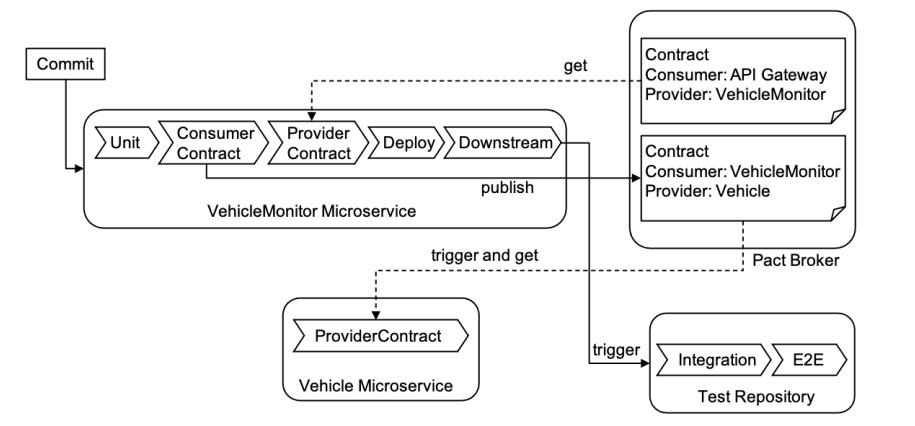 Commit
get
Contract
Consumer: API Gateway
Provider: VehicleMonitor
Unit
Consumer
Contract
Provider
Contract
Deploy
Downstream
Contract
Consumer: VehicleMonitor
Provider: Vehicle
publish
VehicleMonitor Microservice
trigger and get
Pact Broker
ProviderContract
Vehicle Microservice
trigger
Integration
E2E
Test Repository